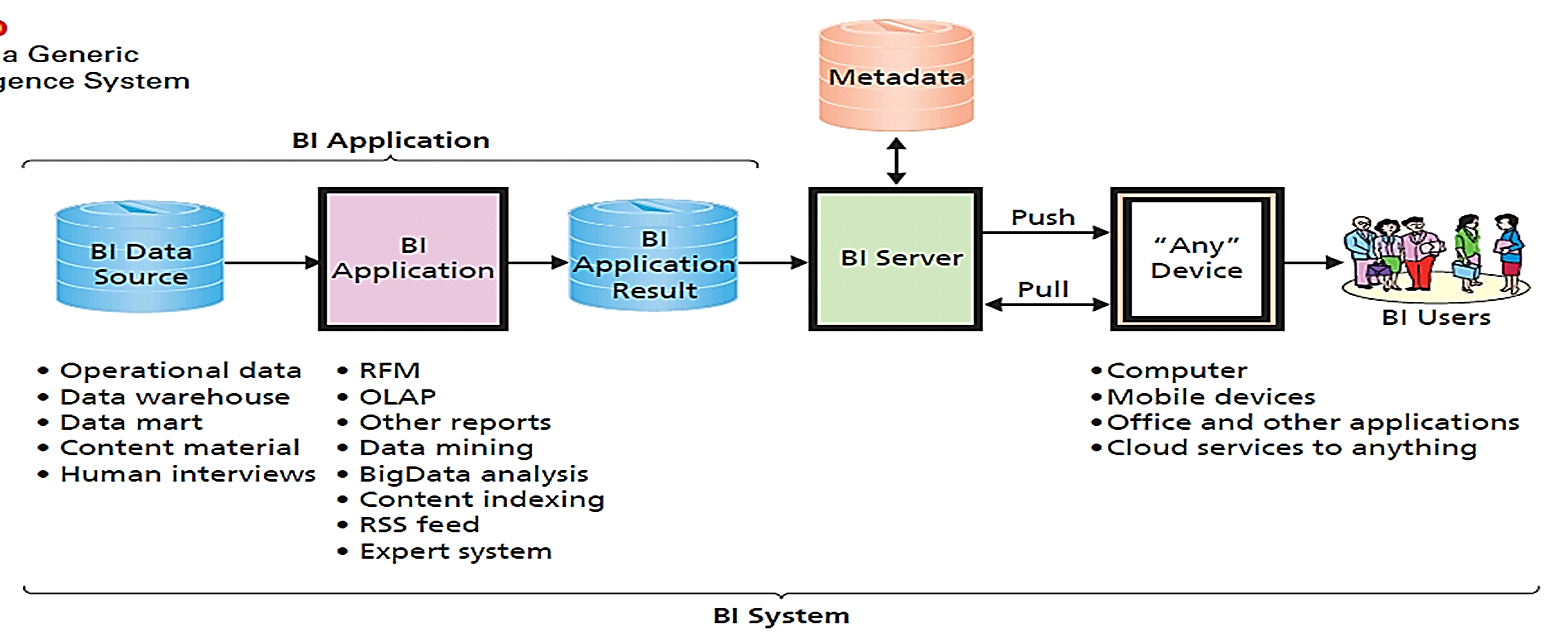 a Generic
gence System
Metadata
BI Application
BI Data
Source
BI
Application
BI
Application
Result
BI Server
Push
Pull
“Any”
Device
BI Users
• Operational data
• Data warehouse
• Data mart
• Content material
• Human interviews
• RFM
• OLAP
• Other reports
• Data mining
• BigData analysis
• Content indexing
• RSS feed
• Expert system
• Computer
• Mobile devices
• Office and other applications
• Cloud services to anything
BI System